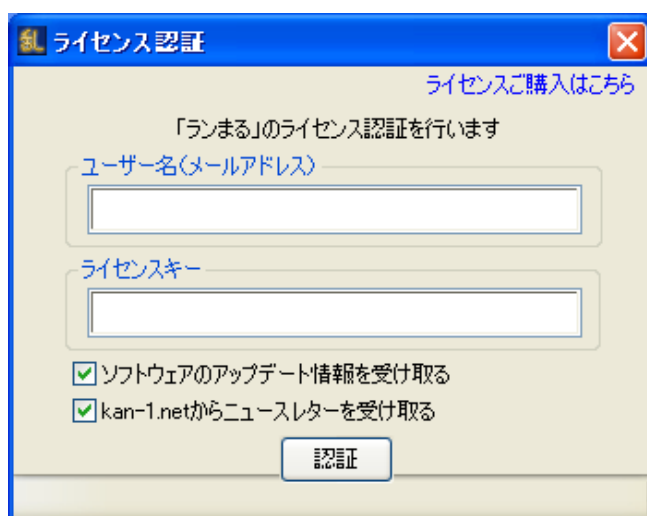 ライセンス認証
ライセンスご購入はこちら
「ランまる」のライセンス認証を行います
ユーザー名(メールアドレス)
ライセンスキー
ソフトウェアのアップデート情報を受け取る
kan-1.netからニュースレターを受け取る
認証